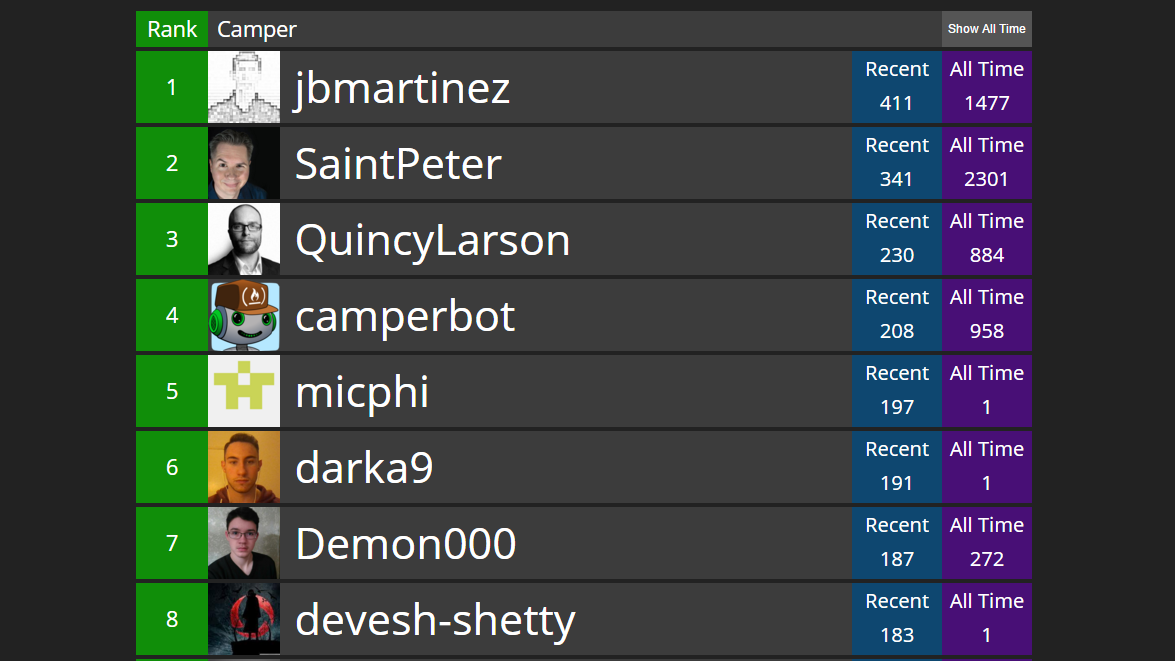 Rank Camper Show All Time
1 jbmartinez Recent 411 All Time 1477
2 SaintPeter Recent 341 All Time 2301
3 QuincyLarson Recent 230 All Time 884
4 camperbot Recent 208 All Time 958
5 micphi Recent 197 All Time 1
6 darka9 Recent 191 All Time 1
7 Demon000 Recent 187 All Time 272
8 devesh-shetty Recent 183 All Time 1